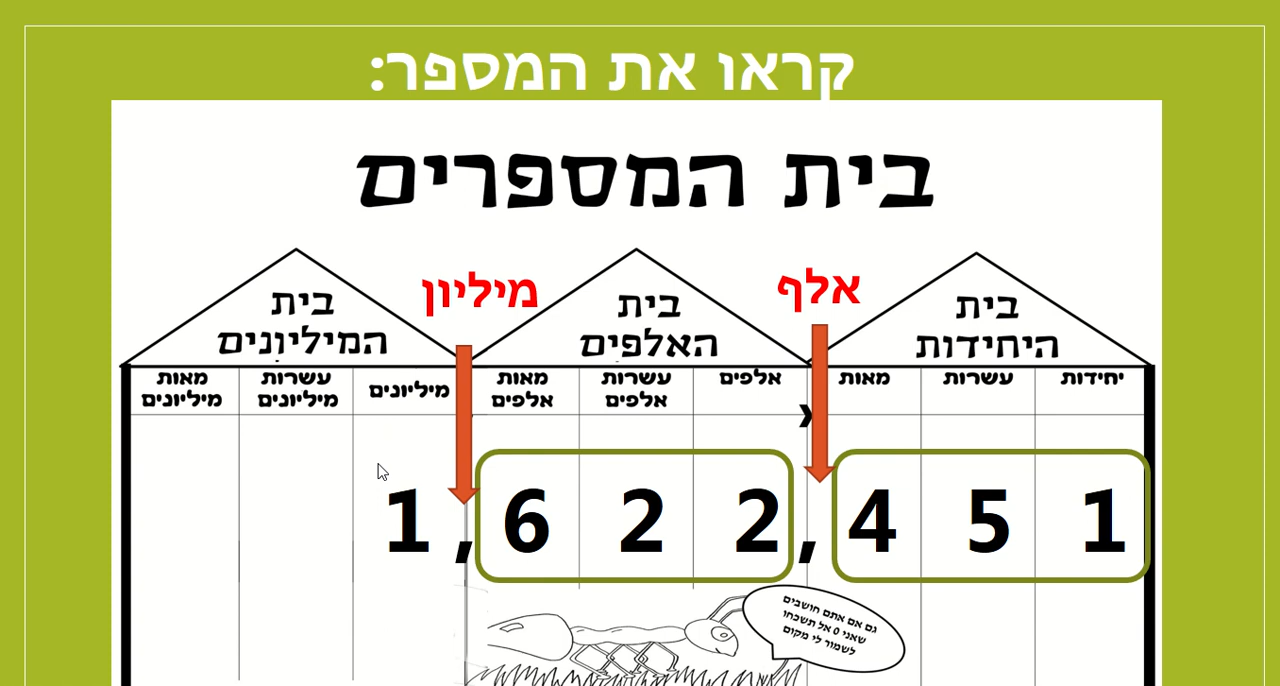 קראו את המספר:
בית המספרים
מיליון
אלף
בית
היחידות
בית
האלפים
בית
המיליונים
יחידות
עשרות
מאות
אלפים
עשרות
אלפים
מאות
אלפים
מיליונים
עשרות
מיליונים
מאות
מיליונים
1,622,451
גם אם אתם חושבים
שאני 0 אל תשכחו
לשמור לי מקום